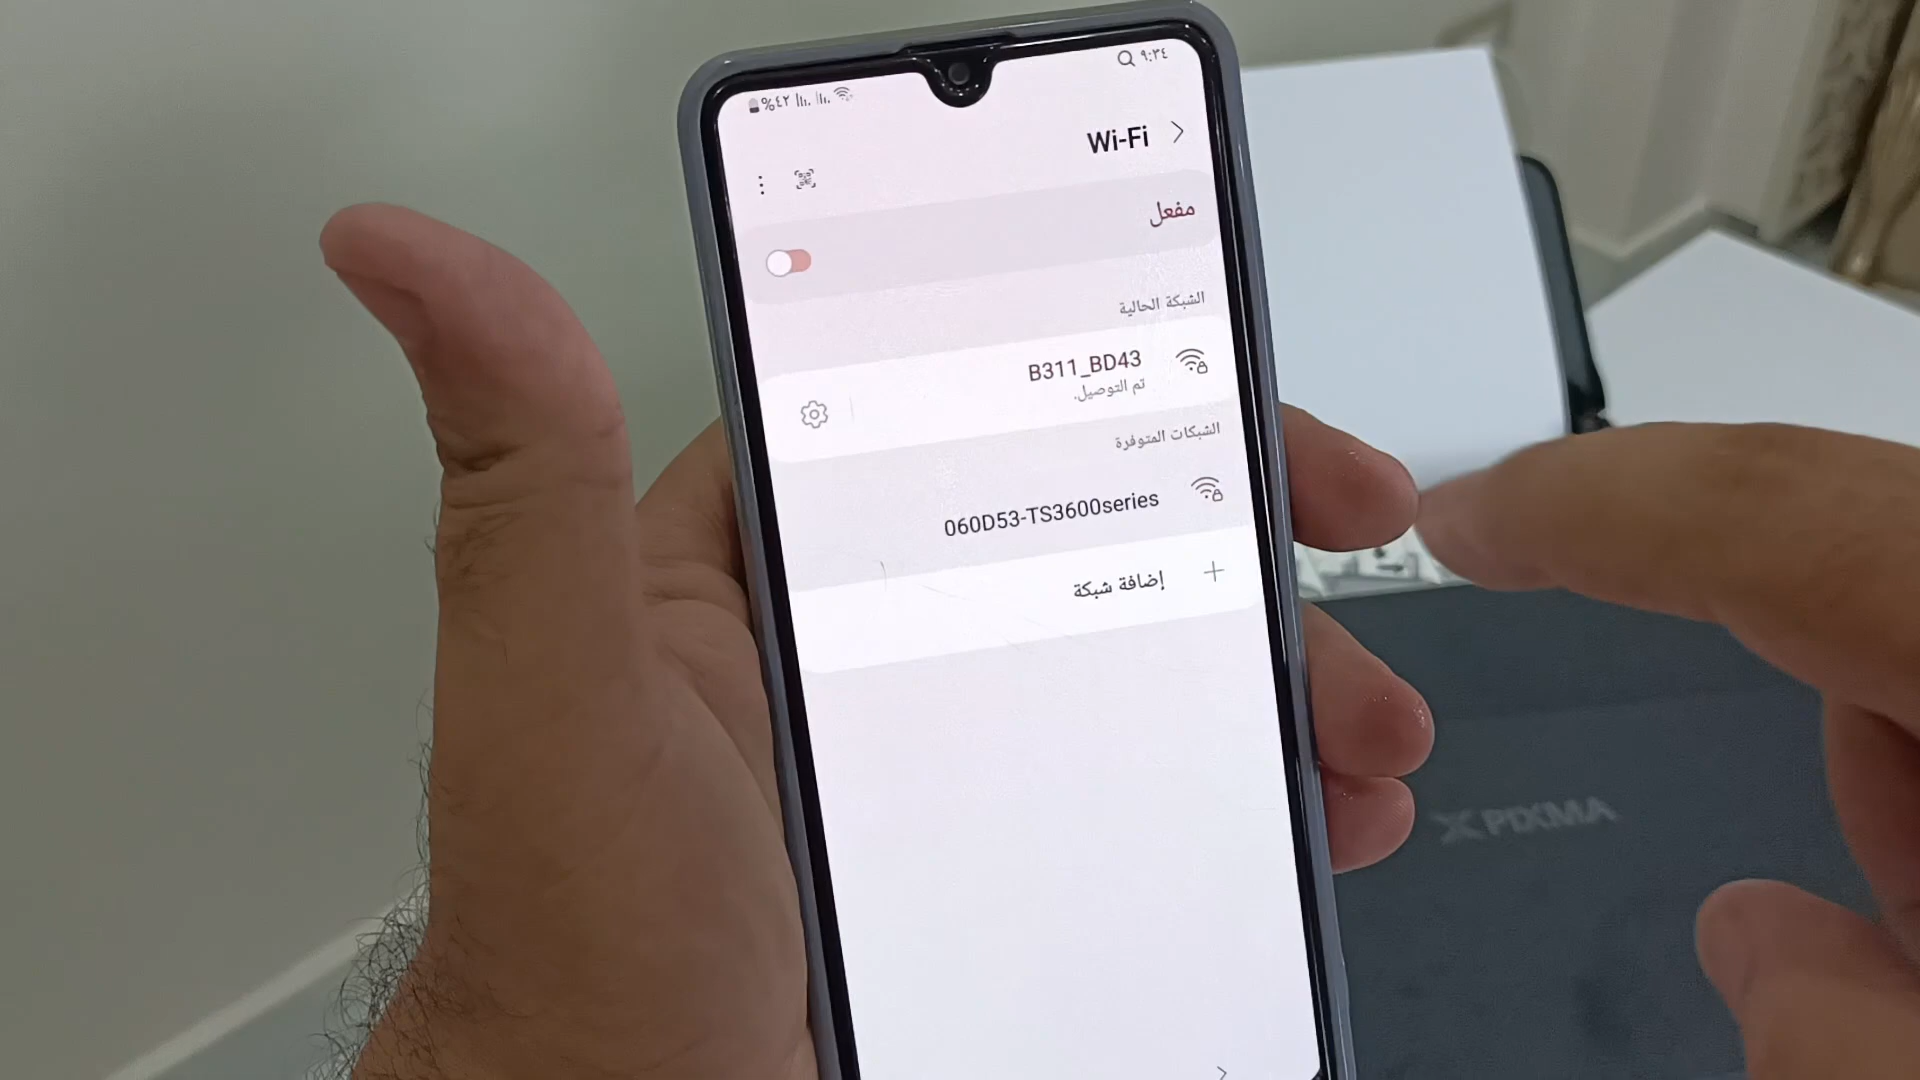 ٩:٣٤
%٤٢
Wi-Fi
مفعل
الشبكة الحالية
B311_BD43
تم التوصيل.
الشبكات المتوفرة
060D53-TS3600series
إضافة شبكة
PIXMA